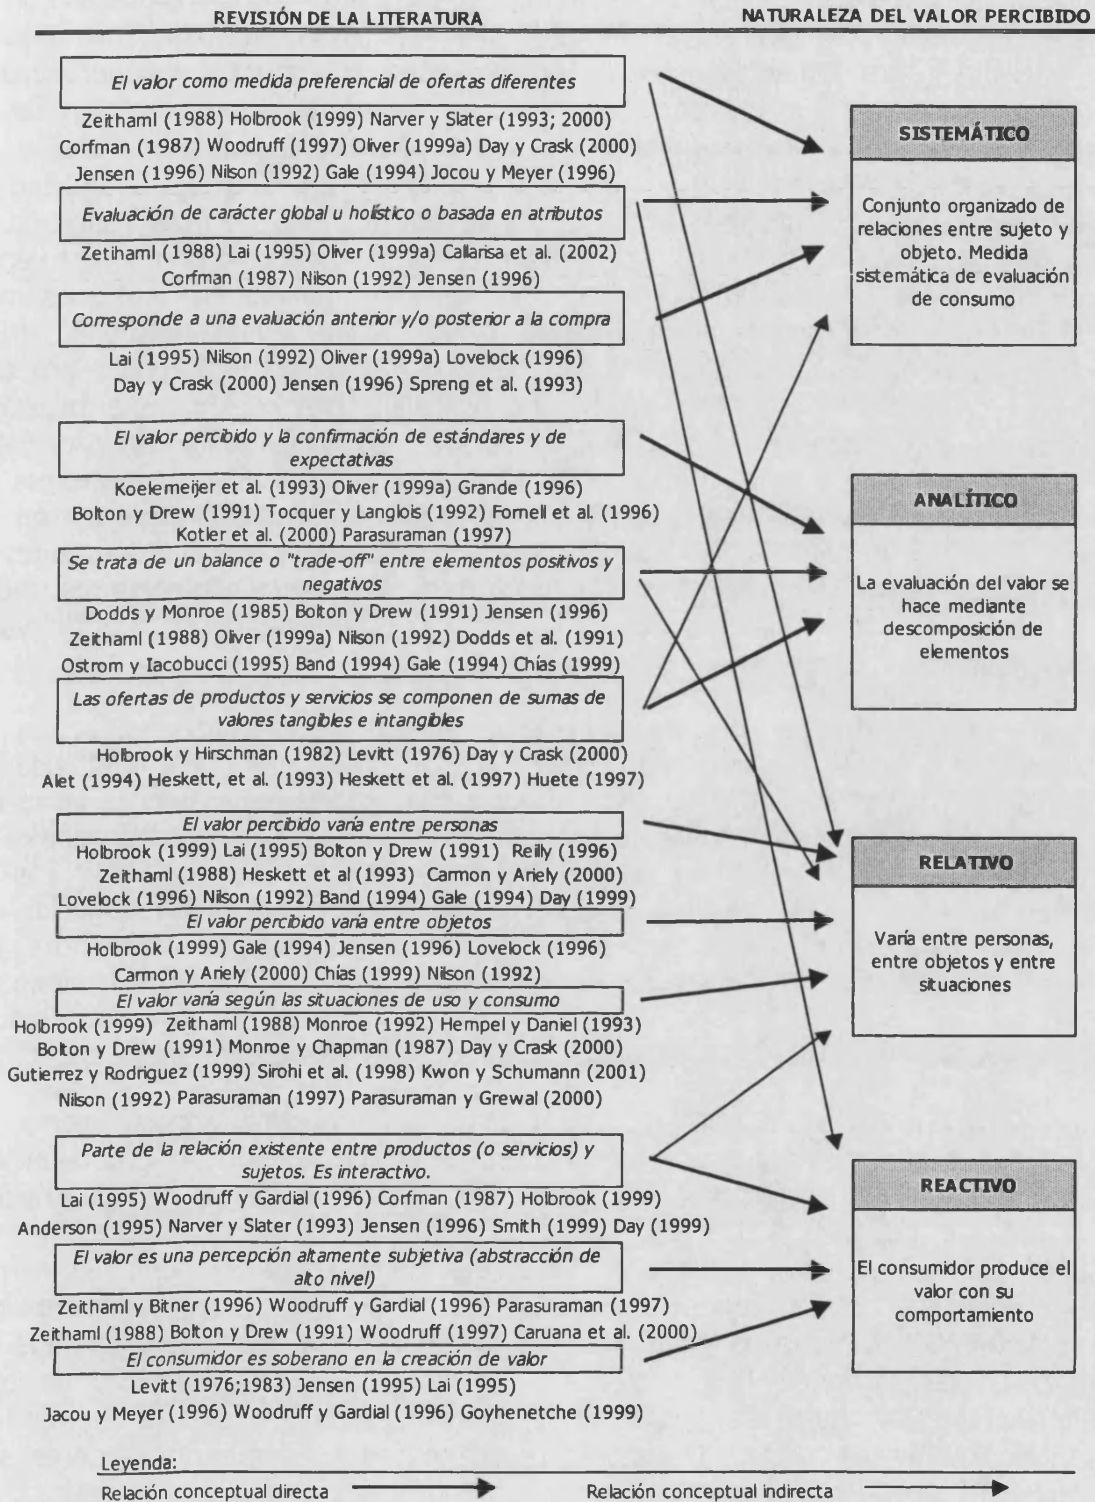 REVISIÓN DE LA LITERATURA
NATURALEZA DEL VALOR PERCIBIDO
El valor como medida preferencial de ofertas diferentes
Zeithaml (1988) Holbrook (1999) Narver y Slater (1993; 2000)
Corfman (1987) Woodruff (1997) Oliver (1999a) Day y Crask (2000)
Jensen (1996) Nilson (1992) Gale (1994) Jocou y Meyer (1996)
Evaluación de carácter global u holístico o basada en atributos
Zetihaml (1988) Lai (1995) Oliver (1999a) Callarisa et al. (2002)
Corfman (1987) Nilson (1992) Jensen (1996)
Corresponde a una evaluación anterior y/o posterior a la compra
Lai (1995) Nilson (1992) Oliver (1999a) Lovelock (1996)
Day y Crask (2000) Jensen (1996) Spreng et al. (1993)
El valor percibido y la confirmación de estándares y de
expectativas
Koelemeijer et al. (1993) Oliver (1999a) Grande (1996)
Bolton y Drew (1991) Tocquer y Langlois (1992) Fornell et al. (1996)
Kotler et al. (2000) Parasuraman (1997)
Se trata de un balance o "trade-off" entre elementos positivos y
negativos
Dodds y Monroe (1985) Bolton y Drew (1991) Jensen (1996)
Zeithaml (1988) Oliver (1999a) Nilson (1992) Dodds et al. (1991)
Ostrom y Iacobucci (1995) Band (1994) Gale (1994) Chías (1999)
Las ofertas de productos y servicios se componen de sumas de
valores tangibles e intangibles
Holbrook y Hirschman (1982) Levitt (1976) Day y Crask (2000)
Alet (1994) Heskett, et al. (1993) Heskett et al. (1997) Huete (1997)
El valor percibido varía entre personas
Holbrook (1999) Lai (1995) Bolton y Drew (1991) Reilly (1996)
Zeithaml (1988) Heskett et al (1993) Carmon y Ariely (2000)
Lovelock (1996) Nilson (1992) Band (1994) Gale (1994) Day (1999)
El valor percibido varía entre objetos
Holbrook (1999) Gale (1994) Jensen (1996) Lovelock (1996)
Carmon y Ariely (2000) Chías (1999) Nilson (1992)
El valor varía según las situaciones de uso y consumo
Holbrook (1999) Zeithaml (1988) Monroe (1992) Hempel y Daniel (1993)
Bolton y Drew (1991) Monroe y Chapman (1987) Day y Crask (2000)
Gutierrez y Rodriguez (1999) Sirohi et al. (1998) Kwon y Schumann (2001)
Nilson (1992) Parasuraman (1997) Parasuraman y Grewal (2000)
Parte de la relación existente entre productos (o servicios) y
sujetos. Es interactivo.
Lai (1995) Woodruff y Gardial (1996) Corfman (1987) Holbrook (1999)
Anderson (1995) Narver y Slater (1993) Jensen (1996) Smith (1999) Day (1999)
El valor es una percepción altamente subjetiva (abstracción de
alto nivel)
Zeithaml y Bitner (1996) Woodruff y Gardial (1996) Parasuraman (1997)
Zeithaml (1988) Bolton y Drew (1991) Woodruff (1997) Caruana et al. (2000)
El consumidor es soberano en la creación de valor
Levitt (1976;1983) Jensen (1995) Lai (1995)
Jacou y Meyer (1996) Woodruff y Gardial (1996) Goyhenetche (1999)
SISTEMÁTICO
Conjunto organizado de
relaciones entre sujeto y
objeto. Medida
sistemática de evaluación
de consumo
ANALÍTICO
La evaluación del valor se
hace mediante
descomposición de
elementos
RELATIVO
Varía entre personas,
entre objetos y entre
situaciones
REACTIVO
El consumidor produce el
valor con su
comportamiento
Leyenda:
Relación conceptual directa
Relación conceptual indirecta